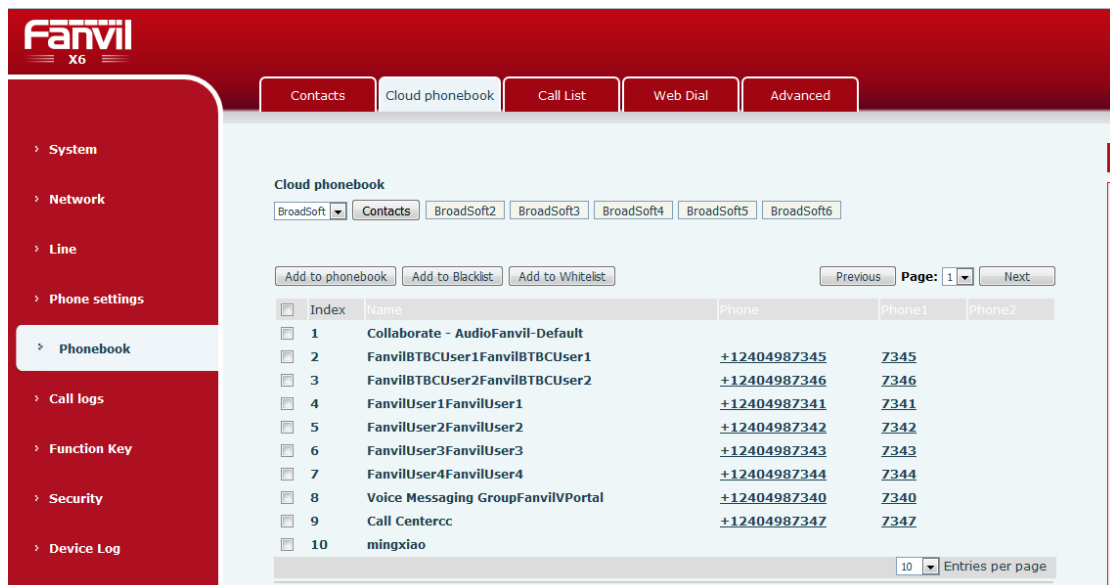 Fanvil
X6
Contacts Cloud phonebook Call List Web Dial Advanced
System
Network
Line
Phone settings
Phonebook
Call logs
Function Key
Security
Device Log
Cloud phonebook
BroadSoft Contacts BroadSoft2 BroadSoft3 BroadSoft4 BroadSoft5 BroadSoft6
Add to phonebook Add to Blacklist Add to Whitelist Previous Page: 1 Next
Index Name Phone Phone1 Phone2
1 Collaborate - AudioFanvil-Default
2 FanvilBTBCUser1FanvilBTBCUser1 +12404987345 7345
3 FanvilBTBCUser2FanvilBTBCUser2 +12404987346 7346
4 FanvilUser1FanvilUser1 +12404987341 7341
5 FanvilUser2FanvilUser2 +12404987342 7342
6 FanvilUser3FanvilUser3 +12404987343 7343
7 FanvilUser4FanvilUser4 +12404987344 7344
8 Voice Messaging GroupFanvilVPortal +12404987340 7340
9 Call Centercc +12404987347 7347
10 mingxiao
10 Entries per page